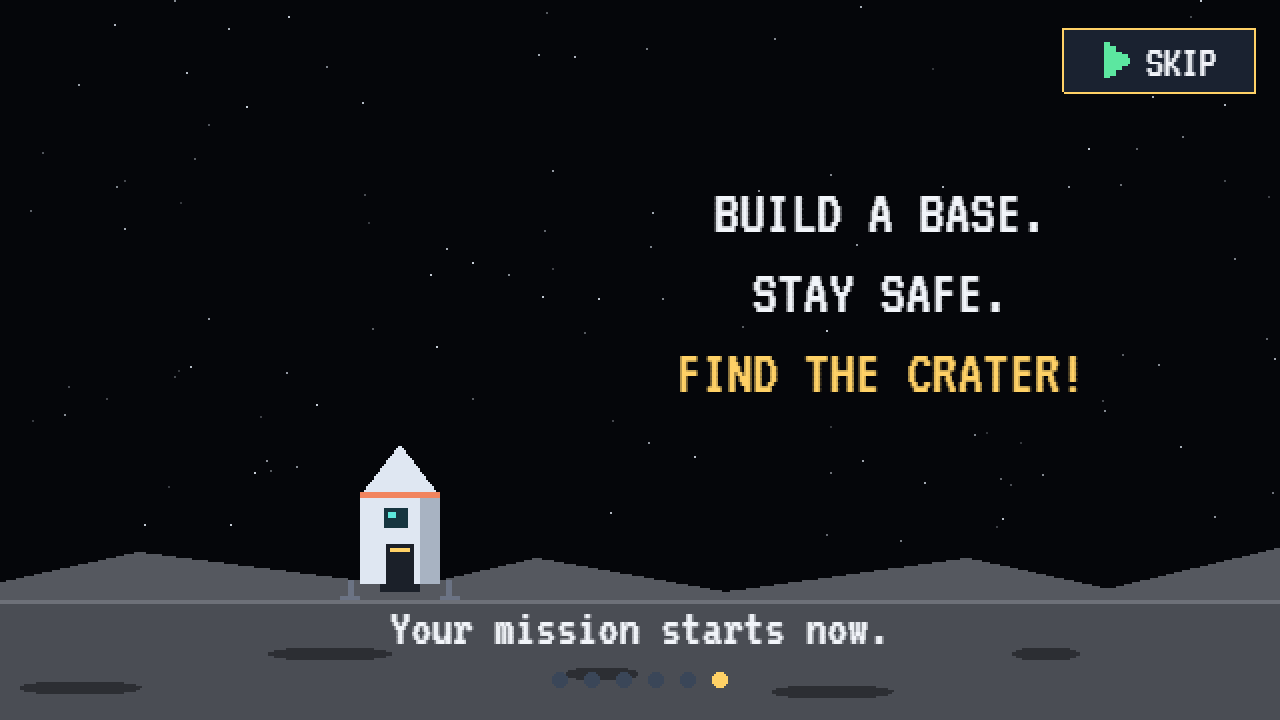 SKIP
BUILD A BASE.
STAY SAFE.
FIND THE CRATER!
Your mission starts now.